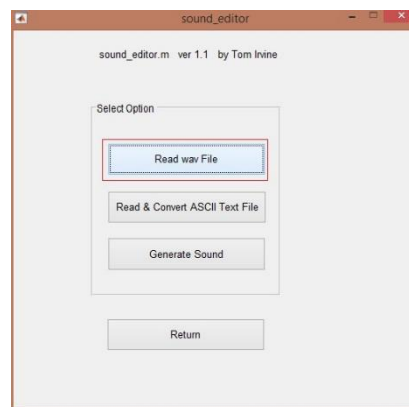 sound_editor
sound_editor.m ver 1.1 by Tom Irvine
Select Option
Read wav File
Read & Convert ASCII Text File
Generate Sound
Return